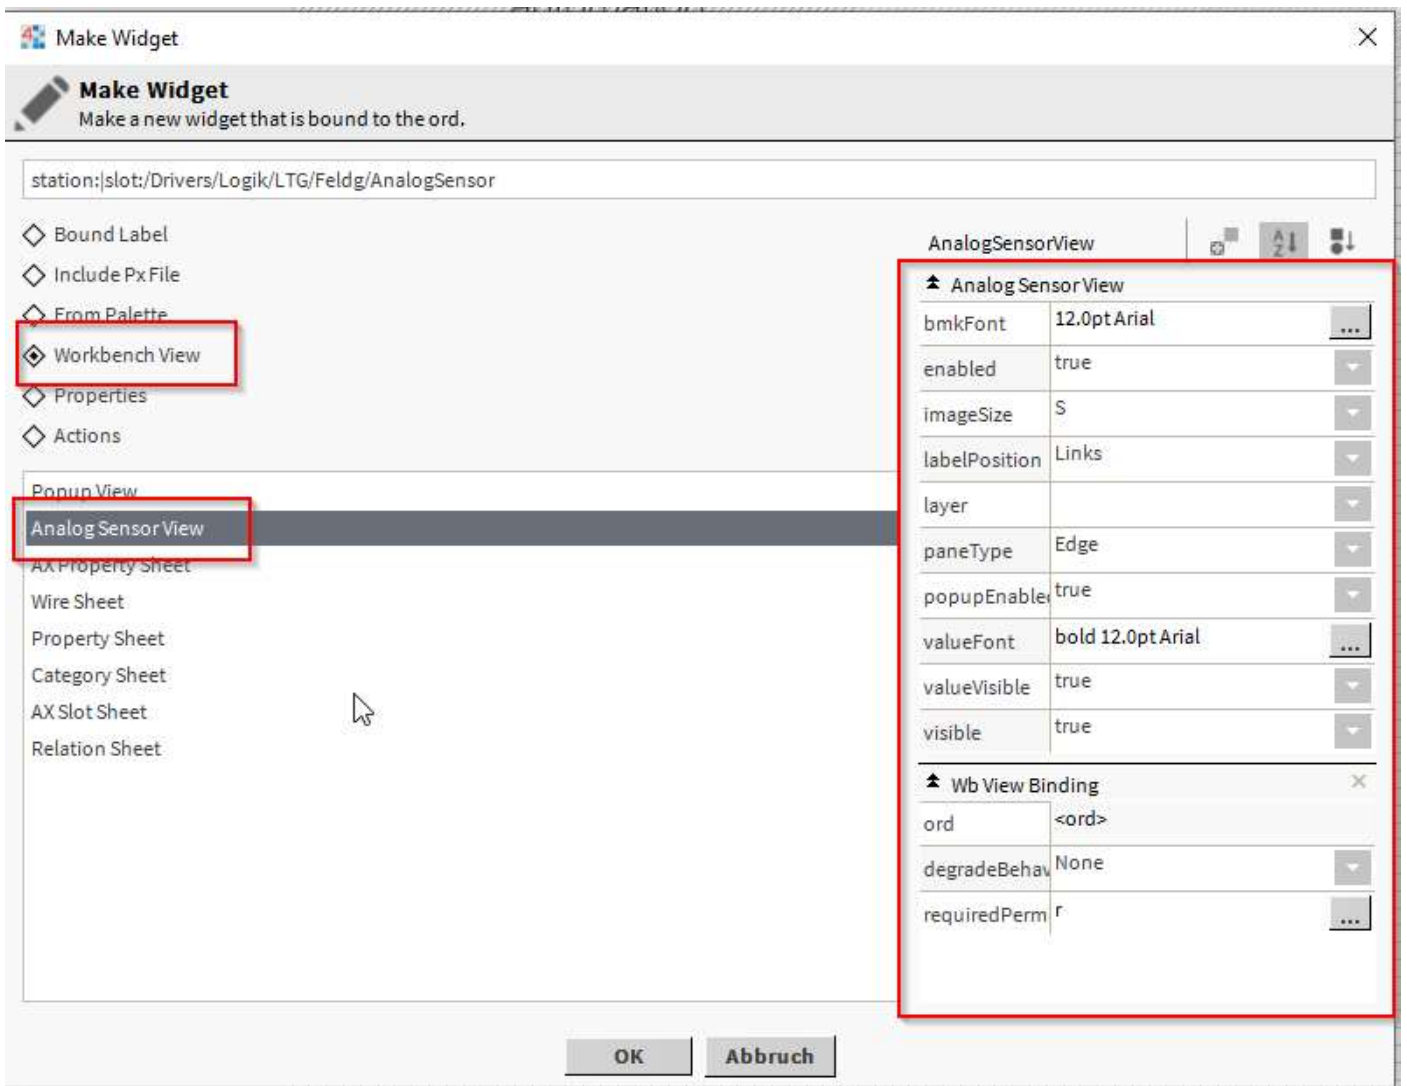 Make Widget
Make Widget
Make a new widget that is bound to the ord.
station:|slot:/Drivers/Logik/LTG/Feldg/AnalogSensor
Bound Label
Include Px File
From Palette
Workbench View
Properties
Actions
Popup View
Analog Sensor View
AX Property Sheet
Wire Sheet
Property Sheet
Category Sheet
AX Slot Sheet
Relation Sheet
AnalogSensorView
Analog Sensor View
bmkFont 12.0pt Arial ...
enabled true
imageSize S
labelPosition Links
layer
paneType Edge
popupEnable true
valueFont bold 12.0pt Arial ...
valueVisible true
visible true
Wb View Binding
ord <ord>
degradeBehav None
requiredPerm r ...
OK Abbruch